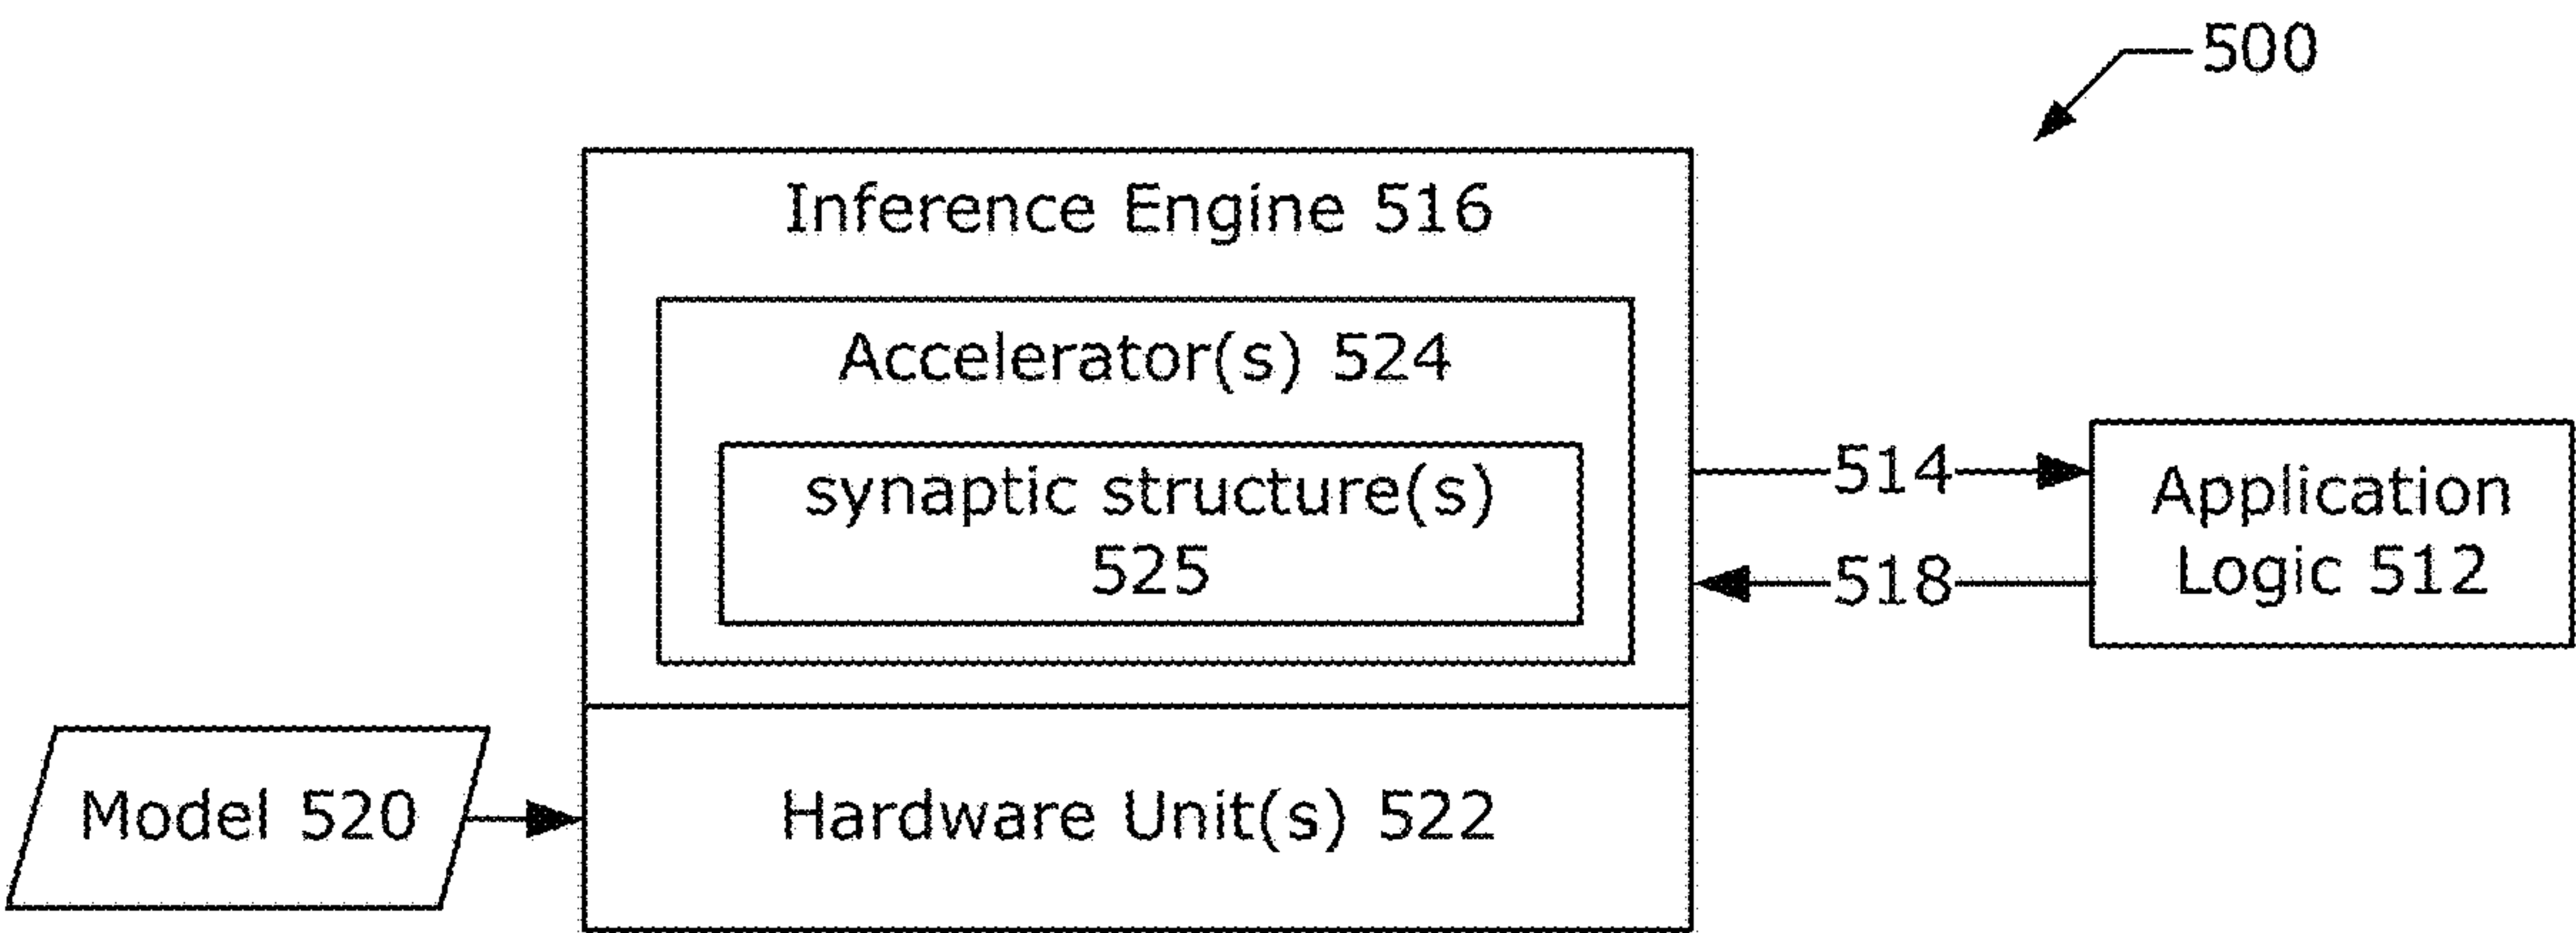 500
Inference Engine 516
Accelerator(s) 524
synaptic structure(s)
525
514
518
Application
Logic 512
Model 520
Hardware Unit(s) 522